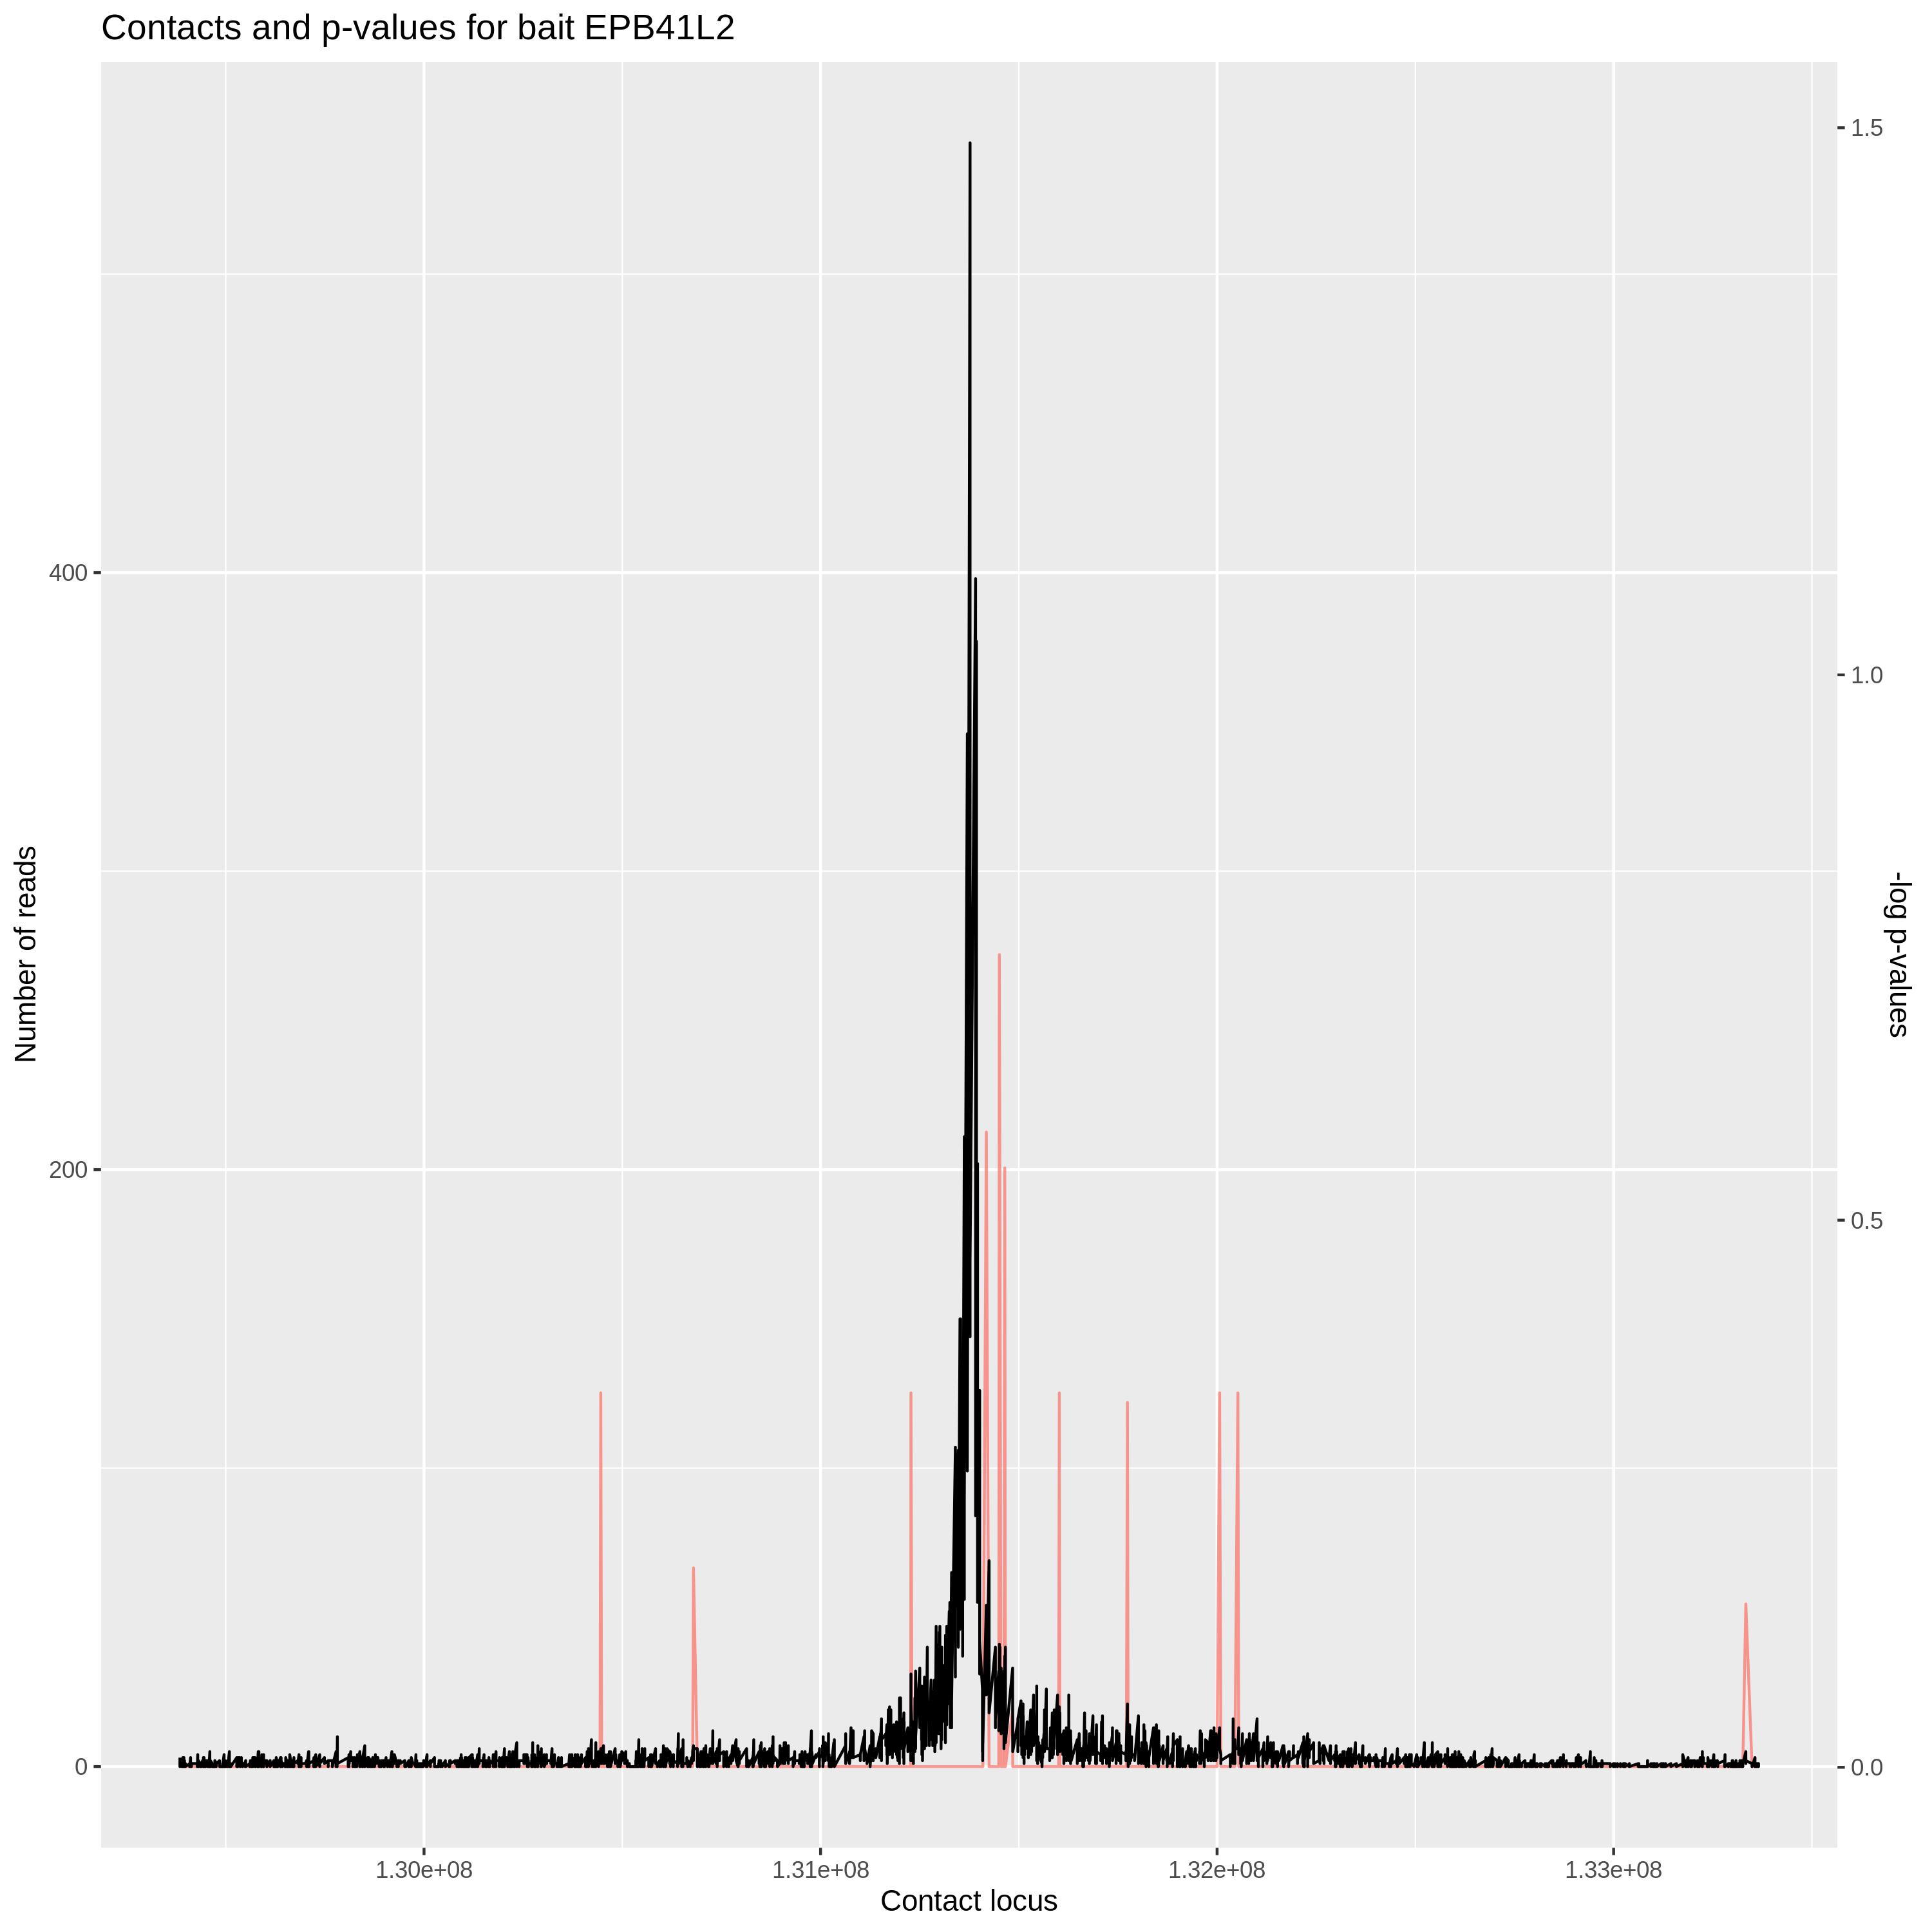 Contacts and p-values for bait EPB41L2
1.5
400
1.0
Number of reads
-log p-values
200
0.5
0
0.0
1.30e+08
1.31e+08
1.32e+08
1.33e+08
Contact locus